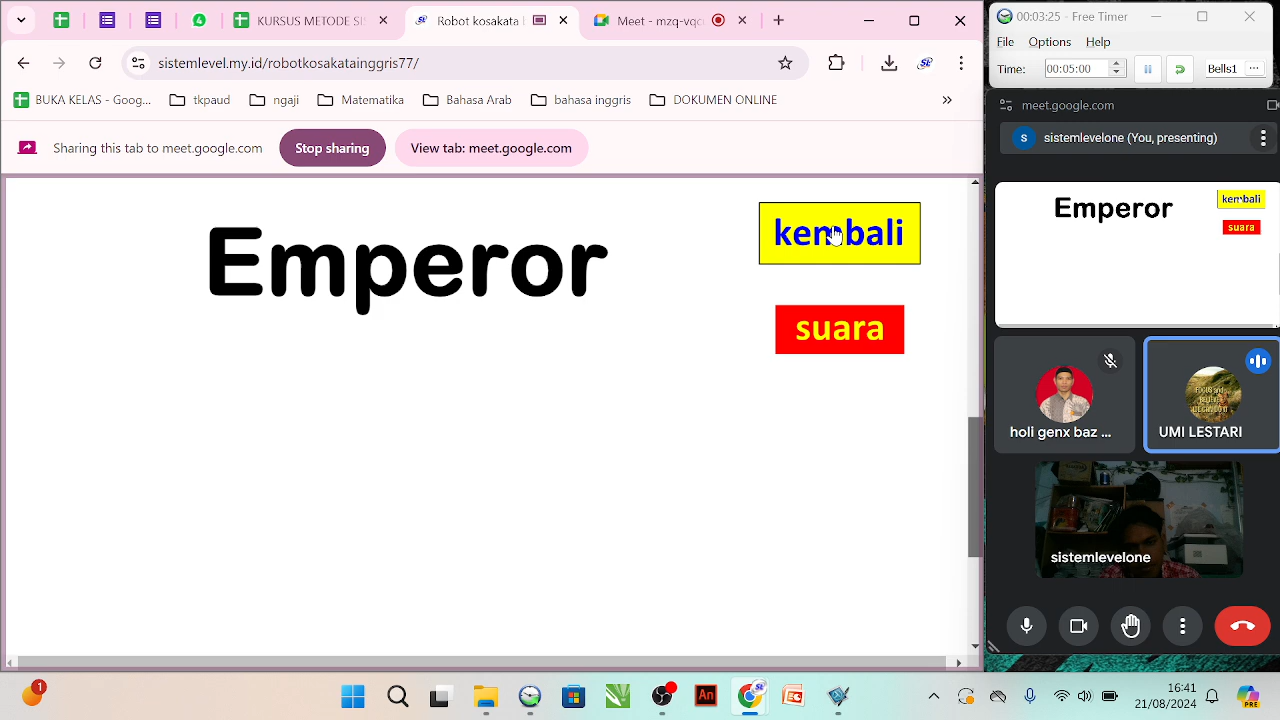 KURSUS METODE SI
Robot kosakata
Meet - mzq-vqc
00:03:25 - Free Timer
sistemlevel.my.id/robotkosakatainggris77/
File Options Help
Time: 00:05:00 Bells1 ...
BUKA KELAS - Goog... tkpaud ngaji Matematika Bahasa Arab bahasa inggris DOKUMEN ONLINE
meet.google.com
Sharing this tab to meet.google.com Stop sharing View tab: meet.google.com
S sistemlevelone (You, presenting)
Emperor
kembali
suara
Emperor
kembali
suara
holi genx baz ...
UMI LESTARI
sistemlevelone
1
An
16:41
21/08/2024
PRE